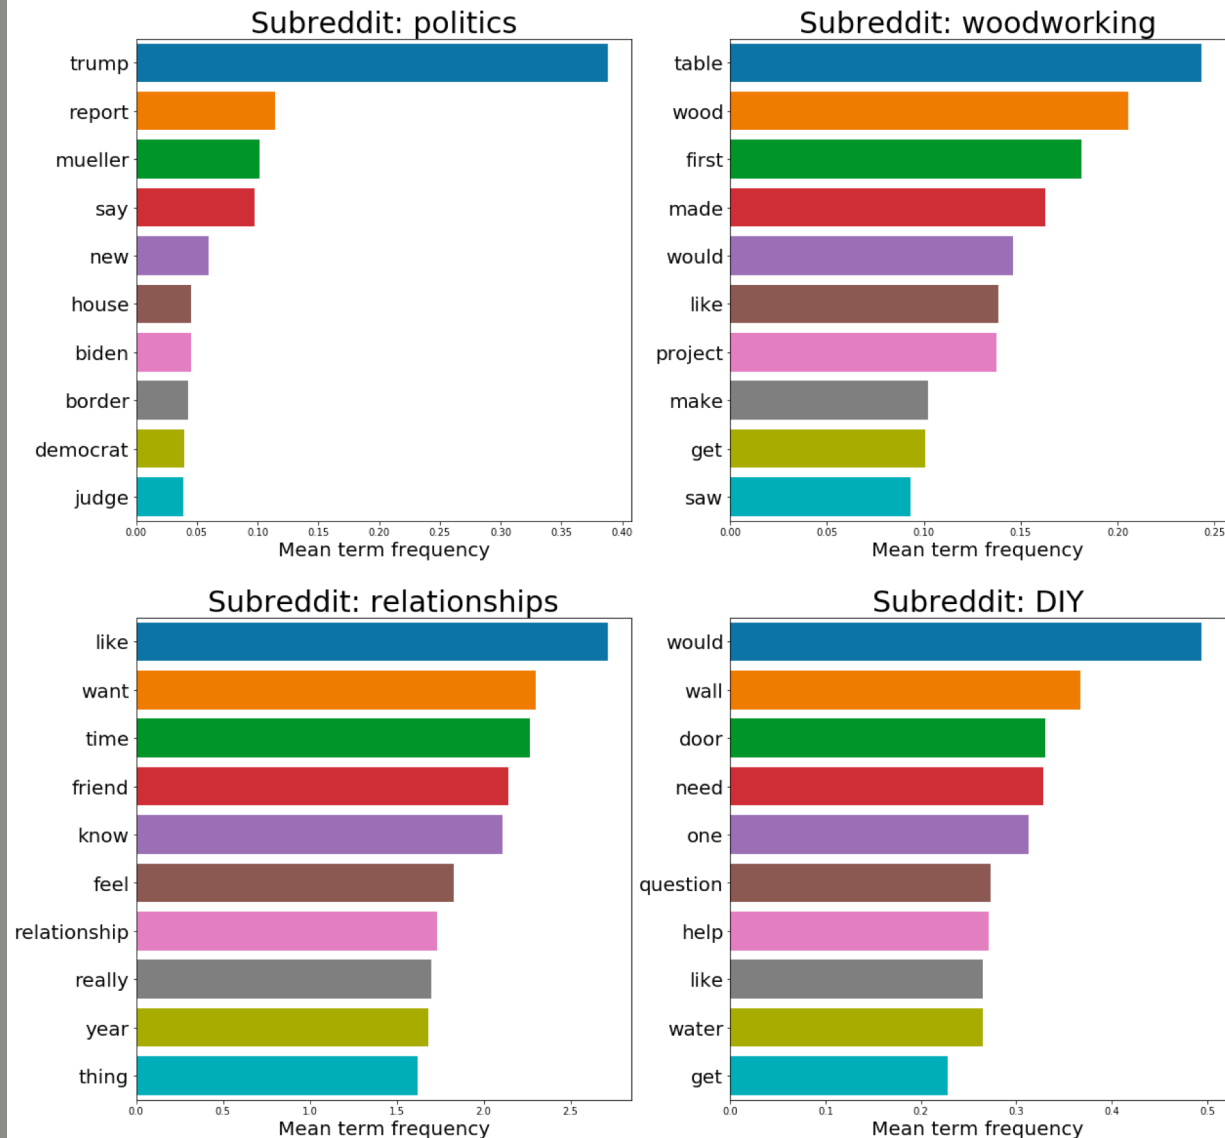 Subreddit: politics
trump
report
mueller
say
new
house
biden
border
democrat
judge
0.00 0.05 0.10 0.15 0.20 0.25 0.30 0.35 0.40
Mean term frequency
Subreddit: woodworking
table
wood
first
made
would
like
project
make
get
saw
0.00 0.05 0.10 0.15 0.20 0.25
Mean term frequency
Subreddit: relationships
like
want
time
friend
know
feel
relationship
really
year
thing
0.0 0.5 1.0 1.5 2.0 2.5
Mean term frequency
Subreddit: DIY
would
wall
door
need
one
question
help
like
water
get
0.0 0.1 0.2 0.3 0.4 0.5
Mean term frequency